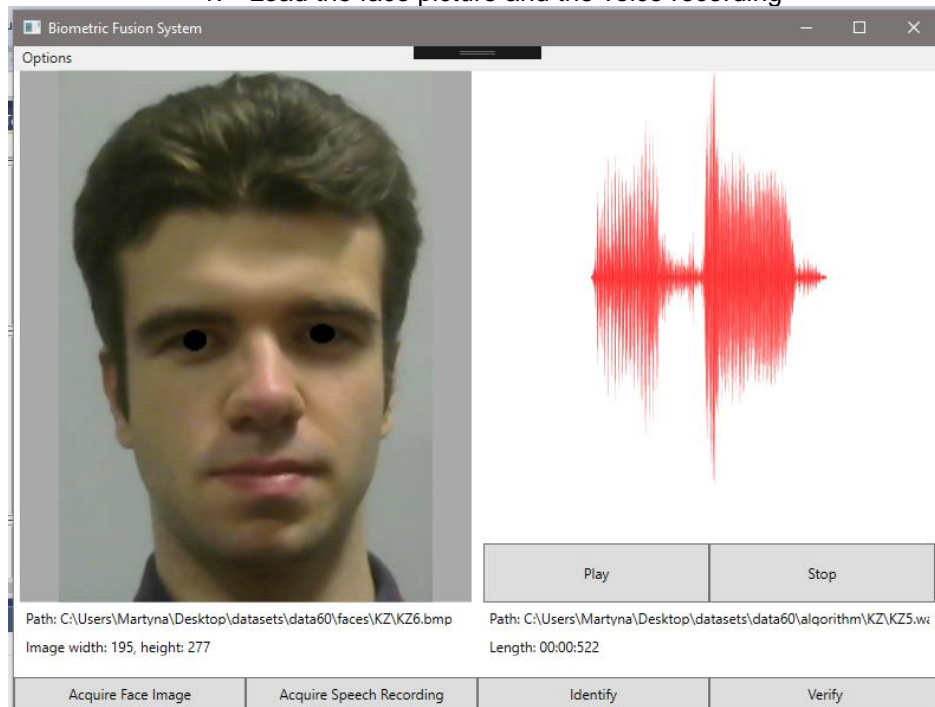 1. Load the face picture and the voice recording
Biometric Fusion System
Options
Play
Stop
Path: C:\Users\Martyna\Desktop\datasets\data60\faces\KZ\KZ6.bmp
Path: C:\Users\Martyna\Desktop\datasets\data60\algorithm\KZ\KZ5.wa
Image width: 195, height: 277
Length: 00:00:522
Acquire Face Image
Acquire Speech Recording
Identify
Verify